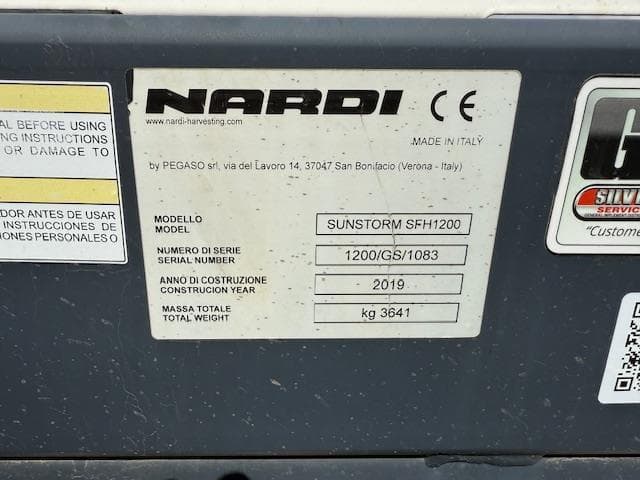 AL BEFORE USING
NG INSTRUCTIONS
OR DAMAGE TO
DOR ANTES DE USAR
INSTRUCCIONES DE
ONES PERSONALES O
NARDI CE
www.nardi-harvesting.com
MADE IN ITALY
by PEGASO srl, via del Lavoro 14, 37047 San Bonifacio (Verona - Italy)
MODELLO
MODEL
SUNSTORM SFH1200
NUMERO DI SERIE
SERIAL NUMBER
1200/GS/1083
ANNO DI COSTRUZIONE
CONSTRUCION YEAR
2019
MASSA TOTALE
TOTAL WEIGHT
kg 3641
G
SILV
SERVIC
"Custome